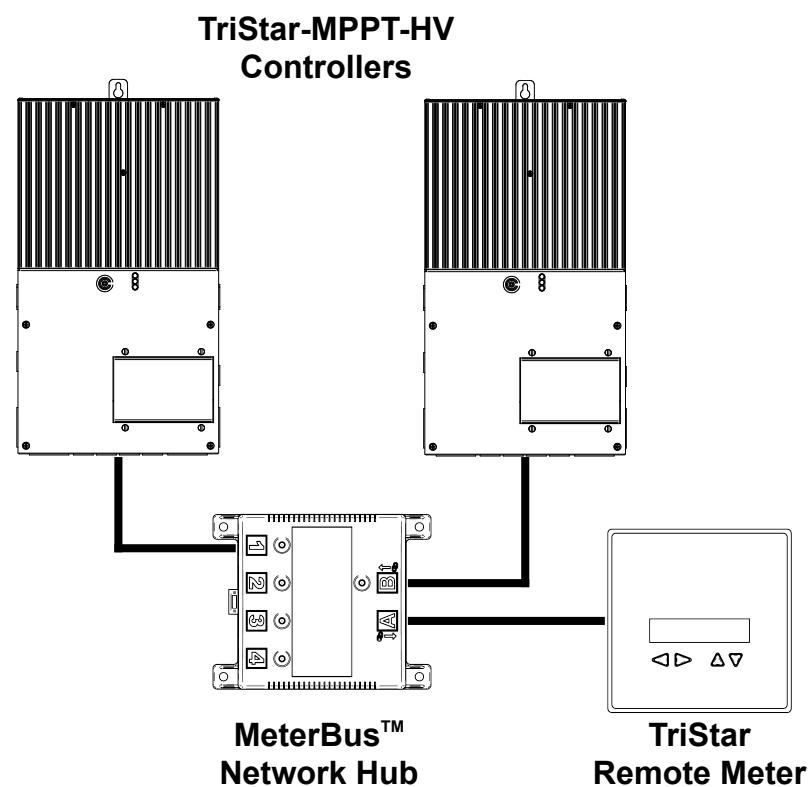 TriStar-MPPT-HV
Controllers
1
2
3
4
B
A
MeterBus™
Network Hub
TriStar
Remote Meter